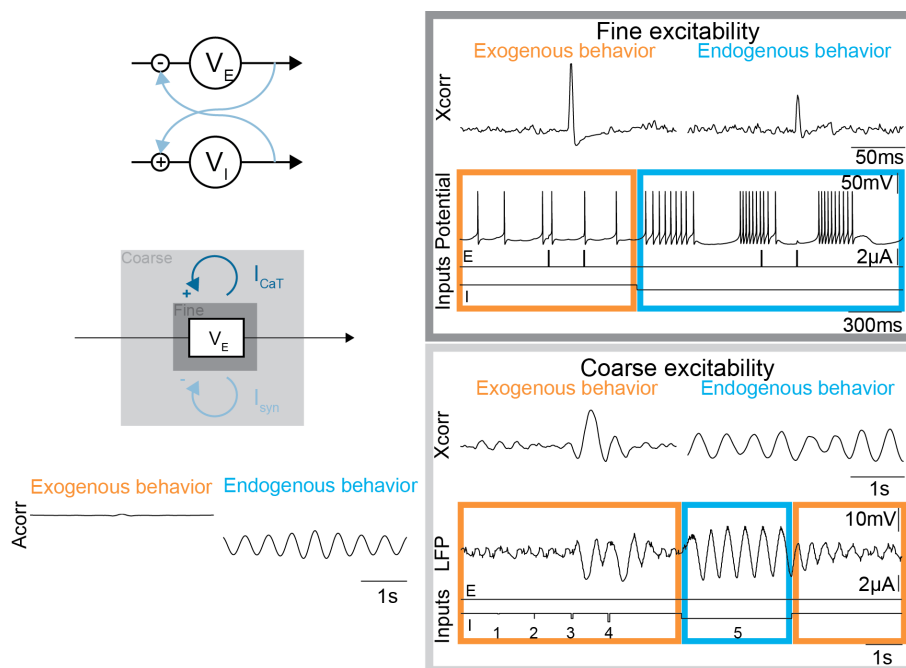 -
V_E
+
V_I
Coarse
I_CaT
+
Fine
V_E
-
I_syn
Exogenous behavior
Endogenous behavior
Acorr
1s
Fine excitability
Exogenous behavior
Endogenous behavior
Xcorr
50ms
Potential
50mV
Inputs
E
2μA
I
300ms
Coarse excitability
Exogenous behavior
Endogenous behavior
Xcorr
1s
LFP
10mV
Inputs
E
2μA
I
1 2 3 4 5
1s